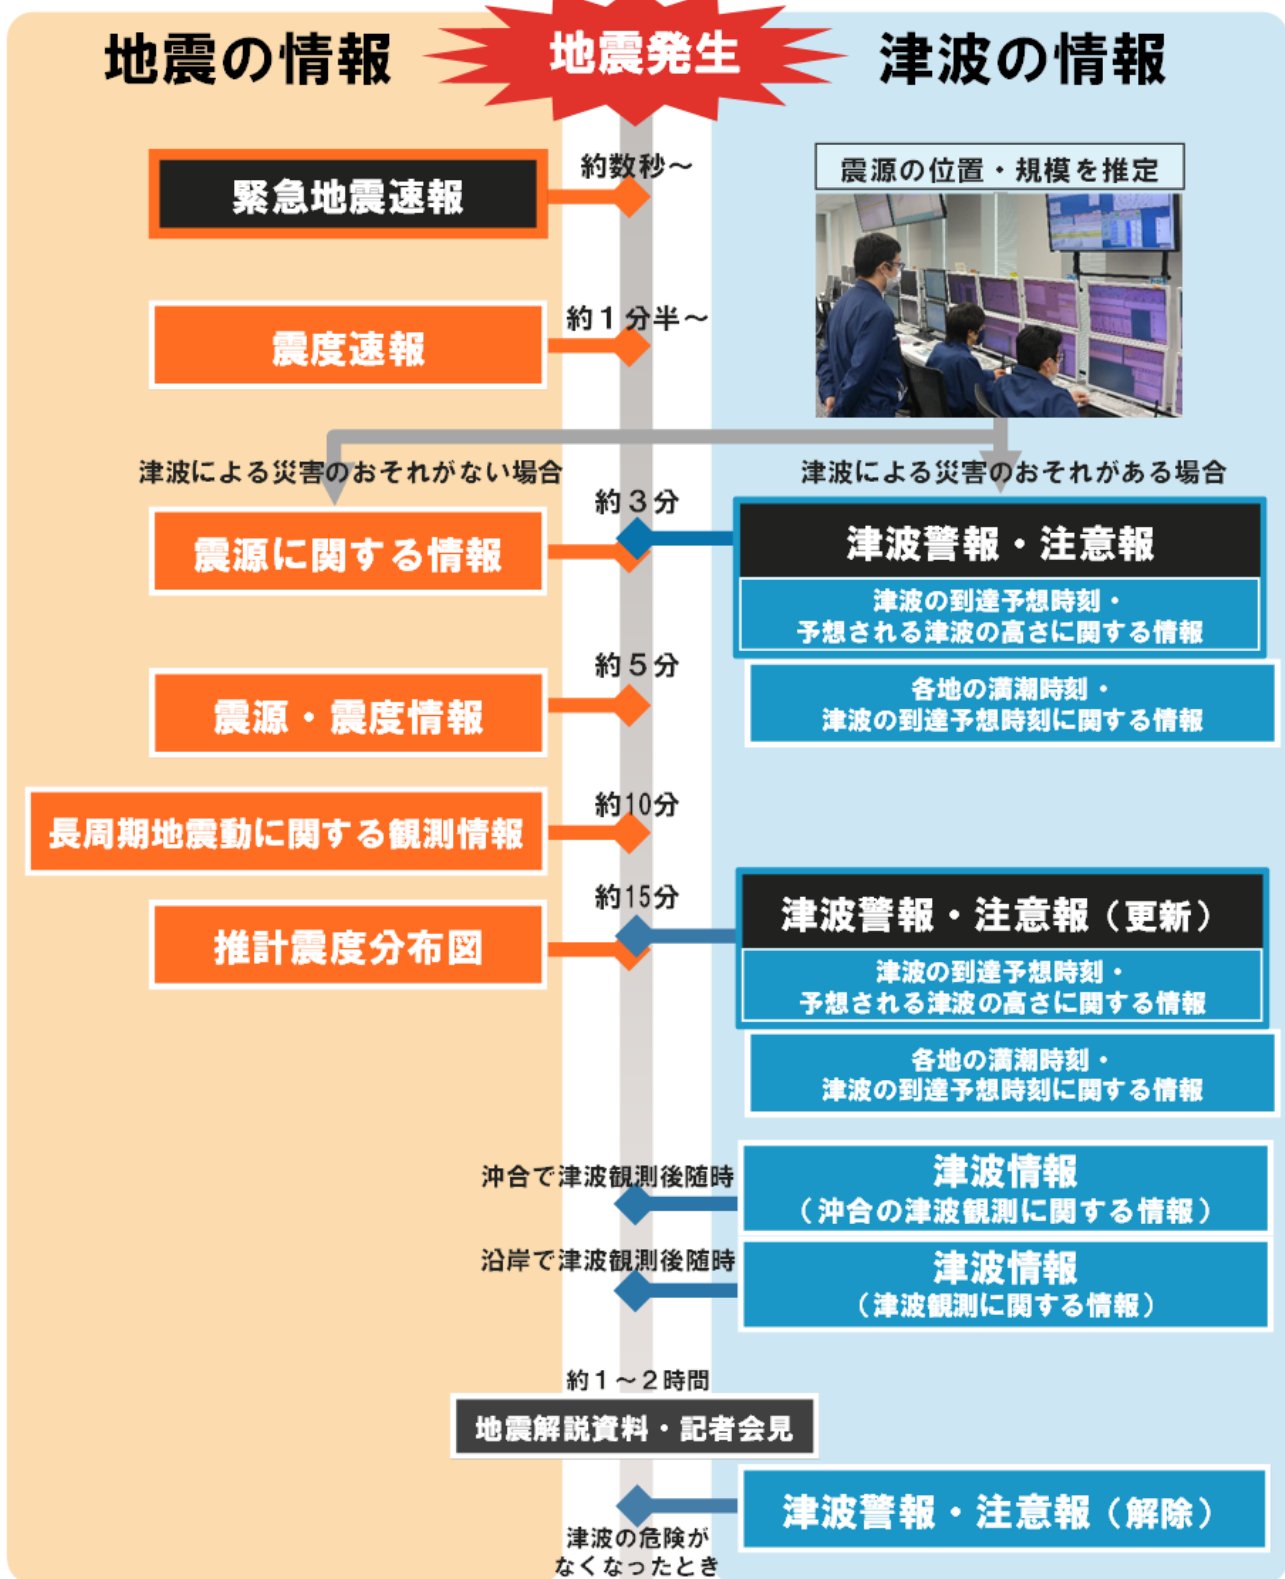 地震の情報
地震発生
津波の情報
約数秒～
緊急地震速報
震源の位置・規模を推定
約１分半～
震度速報
津波による災害のおそれがない場合
津波による災害のおそれがある場合
約３分
震源に関する情報
津波警報・注意報
津波の到達予想時刻・
予想される津波の高さに関する情報
約５分
震源・震度情報
各地の満潮時刻・
津波の到達予想時刻に関する情報
約10分
長周期地震動に関する観測情報
約15分
推計震度分布図
津波警報・注意報（更新）
津波の到達予想時刻・
予想される津波の高さに関する情報
各地の満潮時刻・
津波の到達予想時刻に関する情報
沖合で津波観測後随時
津波情報
（沖合の津波観測に関する情報）
沿岸で津波観測後随時
津波情報
（津波観測に関する情報）
約１～２時間
地震解説資料・記者会見
津波警報・注意報（解除）
津波の危険が
なくなったとき